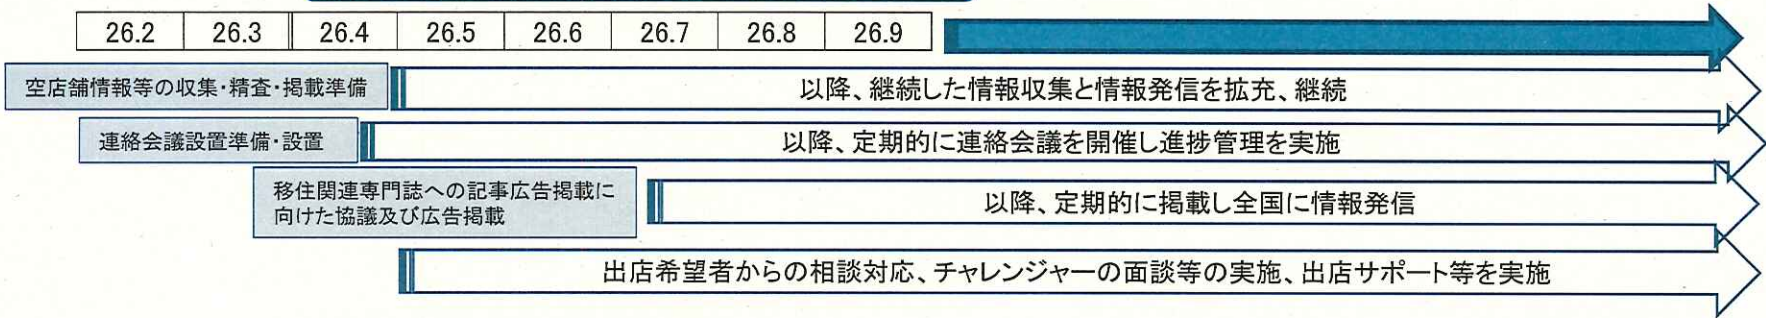 26.2 26.3 26.4 26.5 26.6 26.7 26.8 26.9
空店舗情報等の収集・精査・掲載準備
以降、継続した情報収集と情報発信を拡充、継続
連絡会議設置準備・設置
以降、定期的に連絡会議を開催し進捗管理を実施
移住関連専門誌への記事広告掲載に
向けた協議及び広告掲載
以降、定期的に掲載し全国に情報発信
出店希望者からの相談対応、チャレンジャーの面談等の実施、出店サポート等を実施